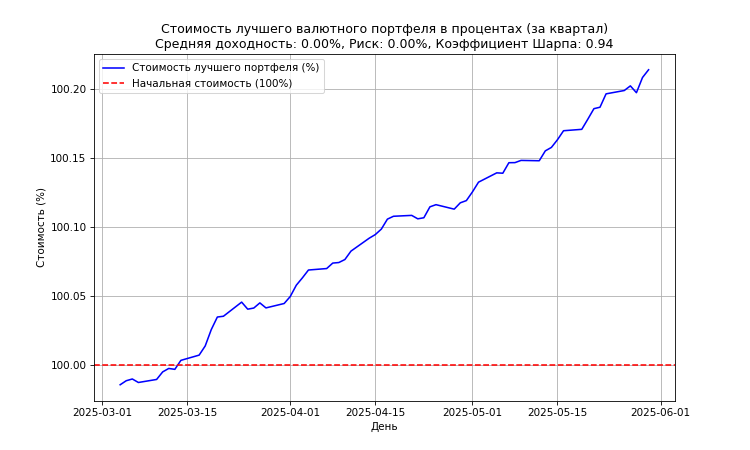 Стоимость лучшего валютного портфеля в процентах (за квартал)
Средняя доходность: 0.00%, Риск: 0.00%, Коэффициент Шарпа: 0.94
Стоимость лучшего портфеля (%)
Начальная стоимость (100%)
Стоимость (%)
100.20
100.15
100.10
100.05
100.00
2025-03-01 2025-03-15 2025-04-01 2025-04-15 2025-05-01 2025-05-15 2025-06-01
День